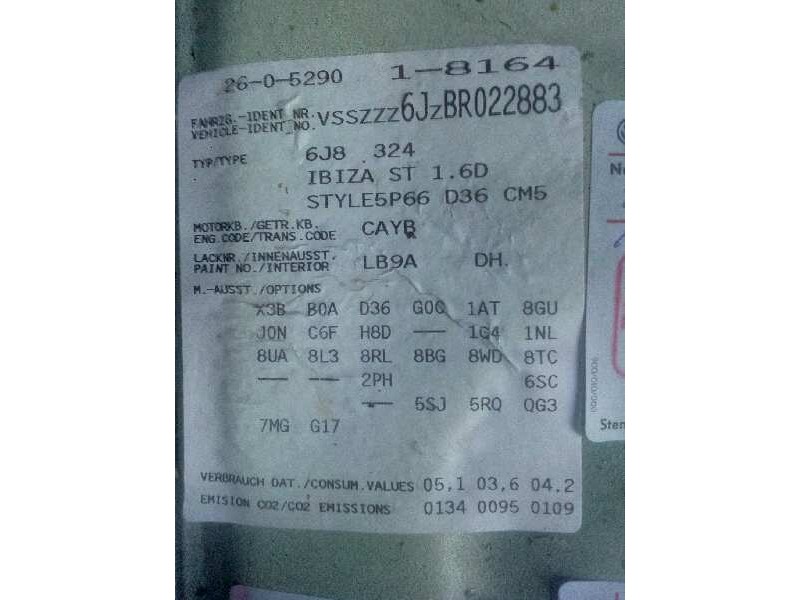 26-0-5290 1-8164
FAHRZG.-IDENT NR.
VEHICLE-IDENT NO. VSSZZZ6JZBR022883
TYP/TYPE 6J8 324
IBIZA ST 1.6D
STYLE5P66 D36 CM5
MOTORKB./GETR.KB.
ENG.CODE/TRANS.CODE CAYB
LACKNR./INNENAUSST.
PAINT NO./INTERIOR LB9A DH.
M.-AUSST./OPTIONS
X3B B0A D36 G0C 1AT 8GU
J0N C6F H8D —— 1G4 1NL
8UA 8L3 8RL 8BG 8WD 8TC
—— —— 2PH 6SC
—— 5SJ 5RQ QG3
7MG G17
VERBRAUCH DAT./CONSUM.VALUES 05,1 03,6 04.2
EMISION CO2/CO2 EMISSIONS 0134 0095 0109
Sten